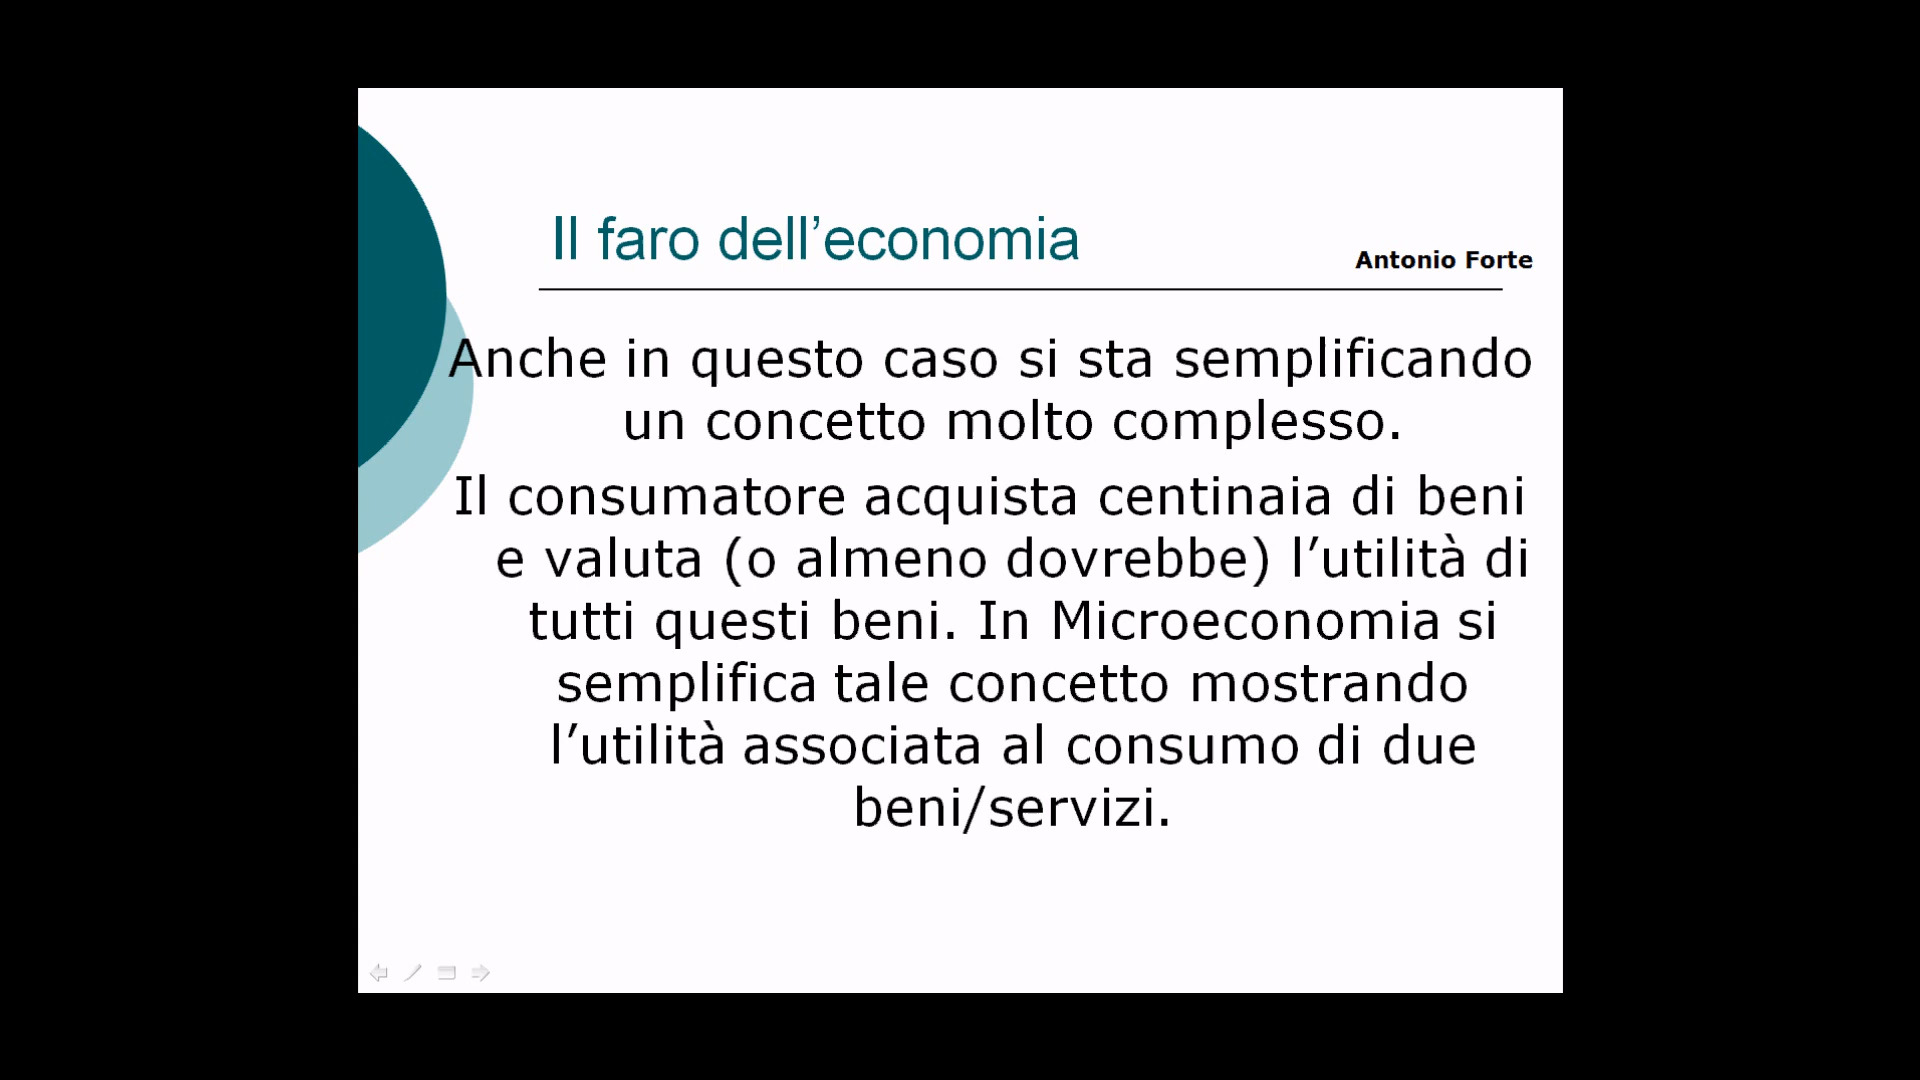 Il faro dell’economia
Antonio Forte
Anche in questo caso si sta semplificando
un concetto molto complesso.
Il consumatore acquista centinaia di beni
e valuta (o almeno dovrebbe) l’utilità di
tutti questi beni. In Microeconomia si
semplifica tale concetto mostrando
l’utilità associata al consumo di due
beni/servizi.